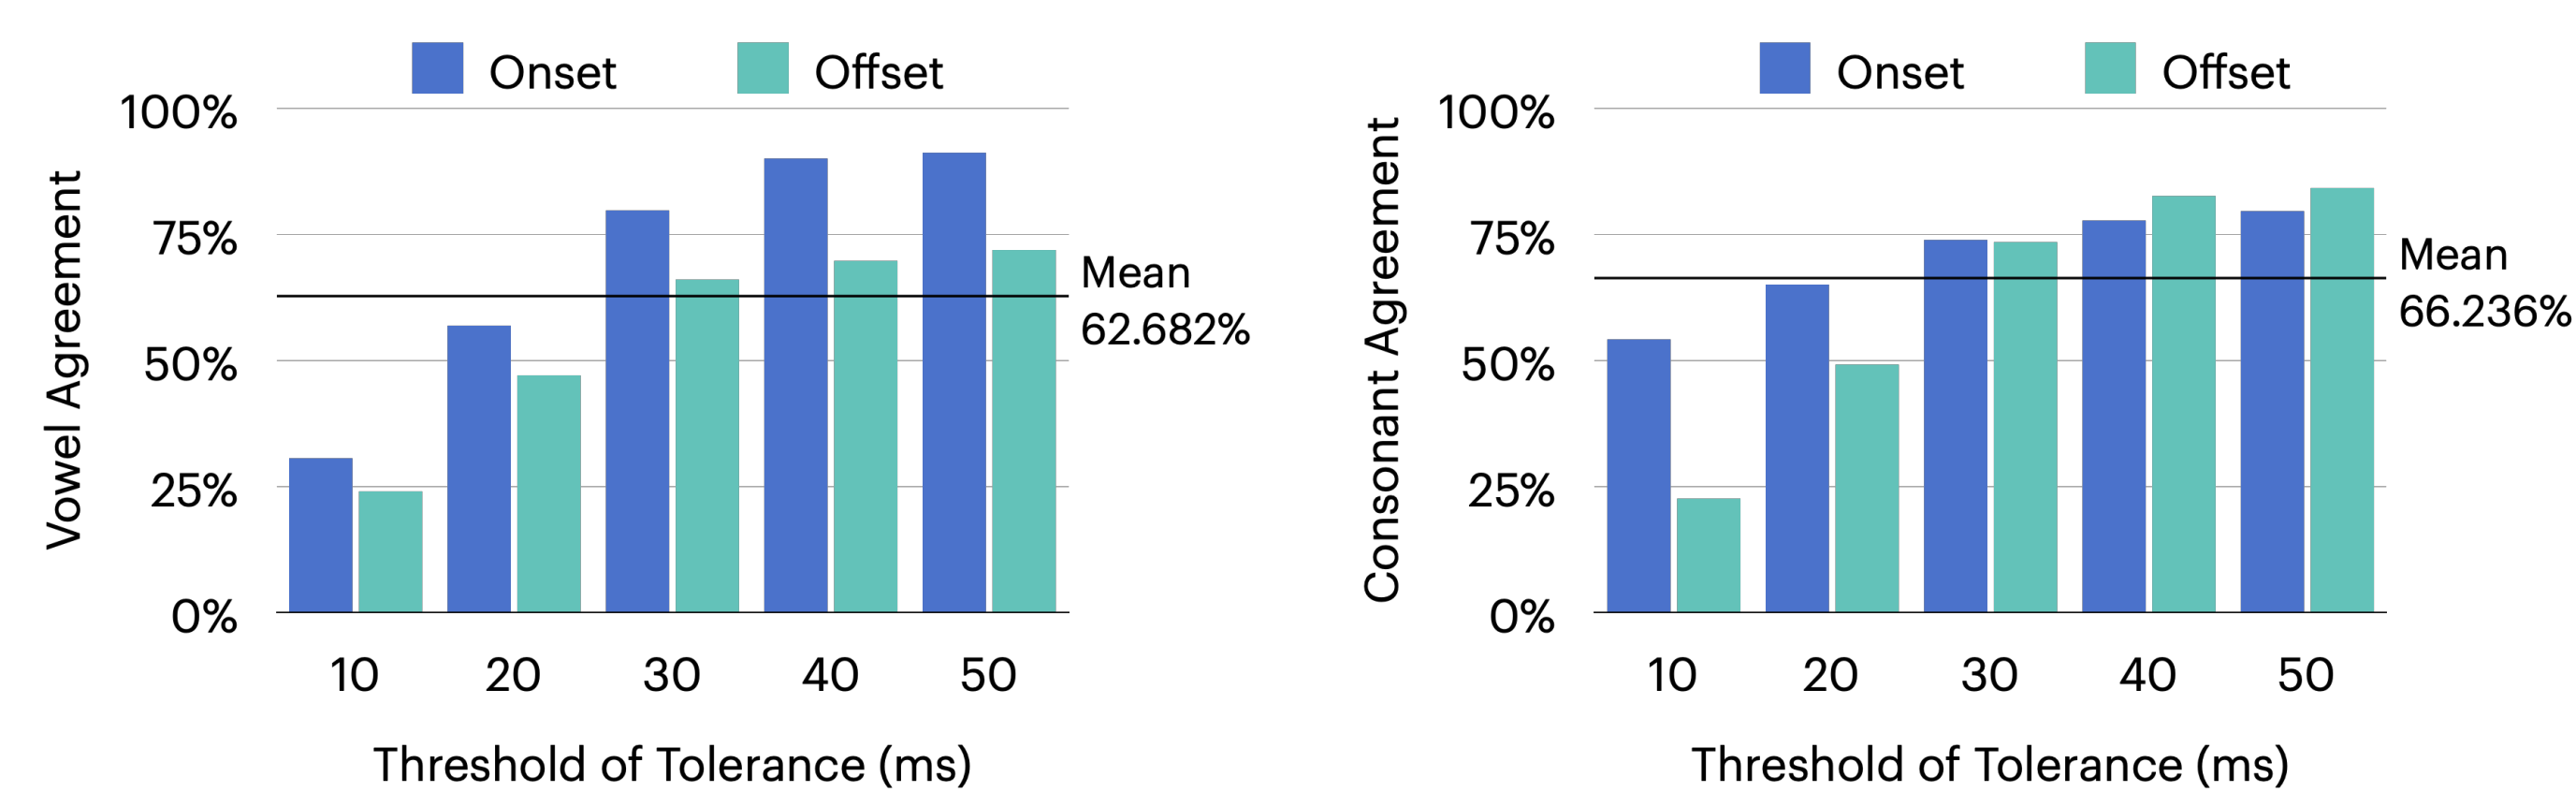 Onset Offset
100%
75%
50%
25%
0%
Vowel Agreement
Mean
62.682%
10 20 30 40 50
Threshold of Tolerance (ms)
Onset Offset
100%
75%
50%
25%
0%
Consonant Agreement
Mean
66.236%
10 20 30 40 50
Threshold of Tolerance (ms)